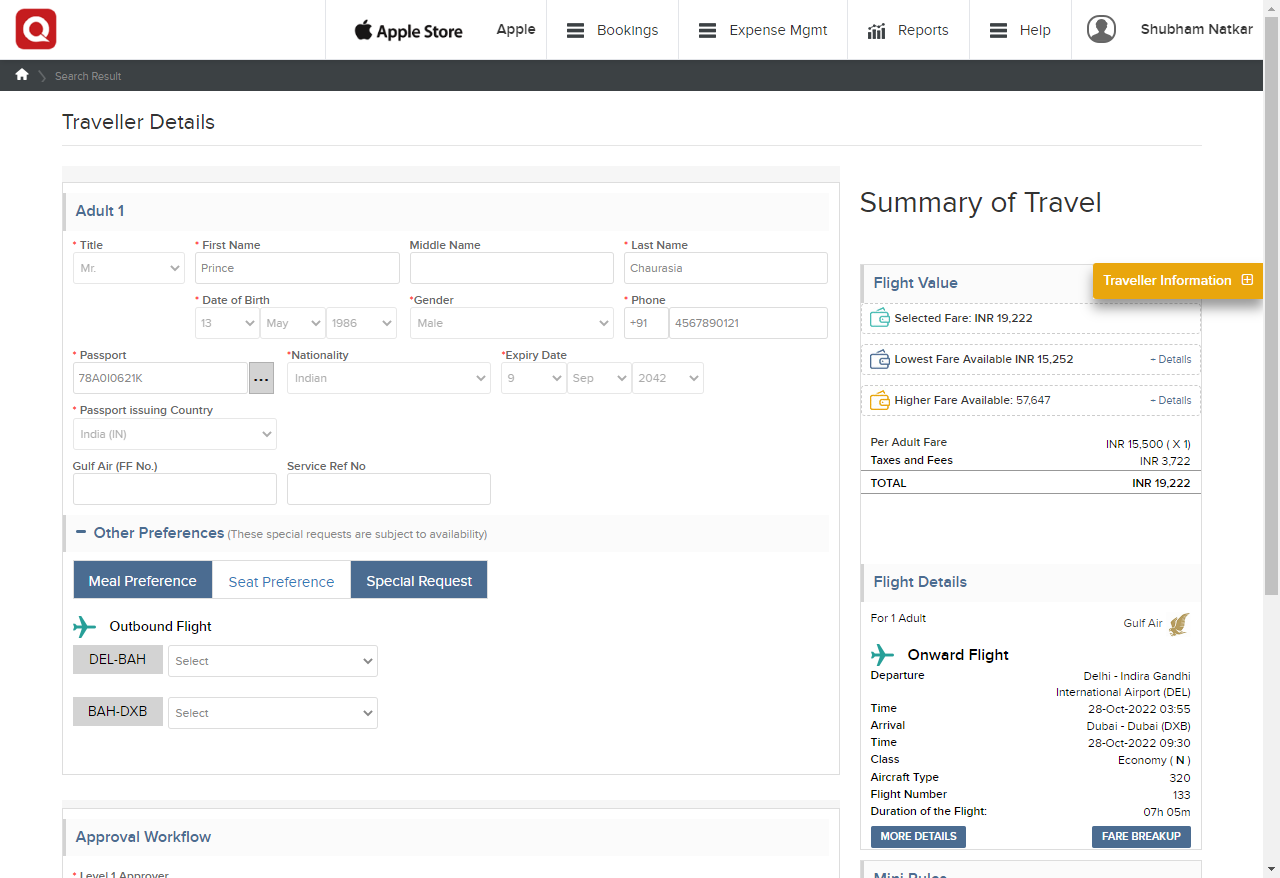 Apple Store
Apple
Bookings
Expense Mgmt
Reports
Help
Shubham Natkar
Search Result
Traveller Details
Adult 1
* Title
* First Name
Middle Name
* Last Name
Mr.
Prince
Chaurasia
* Date of Birth
*Gender
* Phone
13
May
1986
Male
+91
4567890121
* Passport
*Nationality
*Expiry Date
78A0I0621K
...
Indian
9
Sep
2042
* Passport issuing Country
India (IN)
Gulf Air (FF No.)
Service Ref No
Other Preferences (These special requests are subject to availability)
Meal Preference
Seat Preference
Special Request
Outbound Flight
DEL-BAH
Select
BAH-DXB
Select
Approval Workflow
* Level 1 Approver
Summary of Travel
Flight Value
Traveller Information
Selected Fare: INR 19,222
Lowest Fare Available INR 15,252
+ Details
Higher Fare Available: 57,647
+ Details
Per Adult Fare
INR 15,500 ( X 1)
Taxes and Fees
INR 3,722
TOTAL
INR 19,222
Flight Details
For 1 Adult
Gulf Air
Onward Flight
Departure
Delhi - Indira Gandhi
International Airport (DEL)
Time
28-Oct-2022 03:55
Arrival
Dubai - Dubai (DXB)
Time
28-Oct-2022 09:30
Class
Economy ( N )
Aircraft Type
320
Flight Number
133
Duration of the Flight:
07h 05m
MORE DETAILS
FARE BREAKUP
Mini Rules